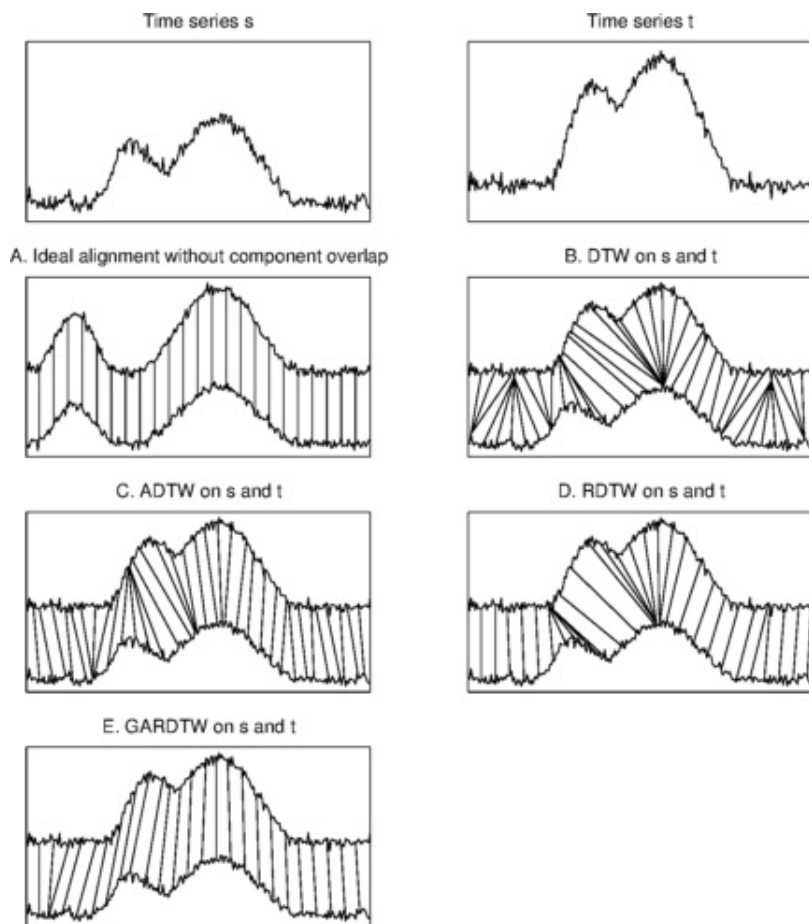 Time series s
Time series t
A. Ideal alignment without component overlap
B. DTW on s and t
C. ADTW on s and t
D. RDTW on s and t
E. GARDTW on s and t